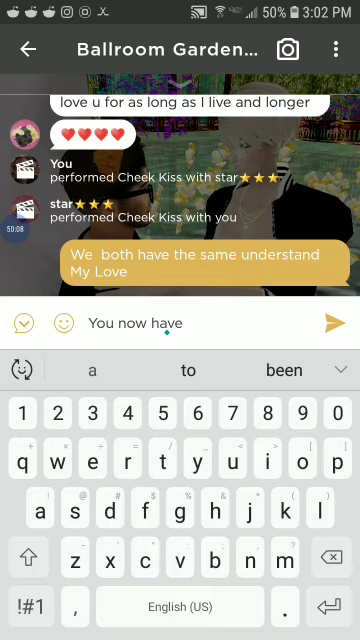 50% 3:02 PM
Ballroom Garden...
love u for as long as I live and longer
You
performed Cheek Kiss with star⭐⭐⭐
star⭐⭐⭐
performed Cheek Kiss with you
50:08
We both have the same understand
My Love
You now have
a to been
1 2 3 4 5 6 7 8 9 0
+ × ÷ = / _ < > [ ]
q w e r t y u i o p
! @ # $ % ^ & * ( )
a s d f g h j k l
- ' " : ; , ?
z x c v b n m
!#1 , English (US) .